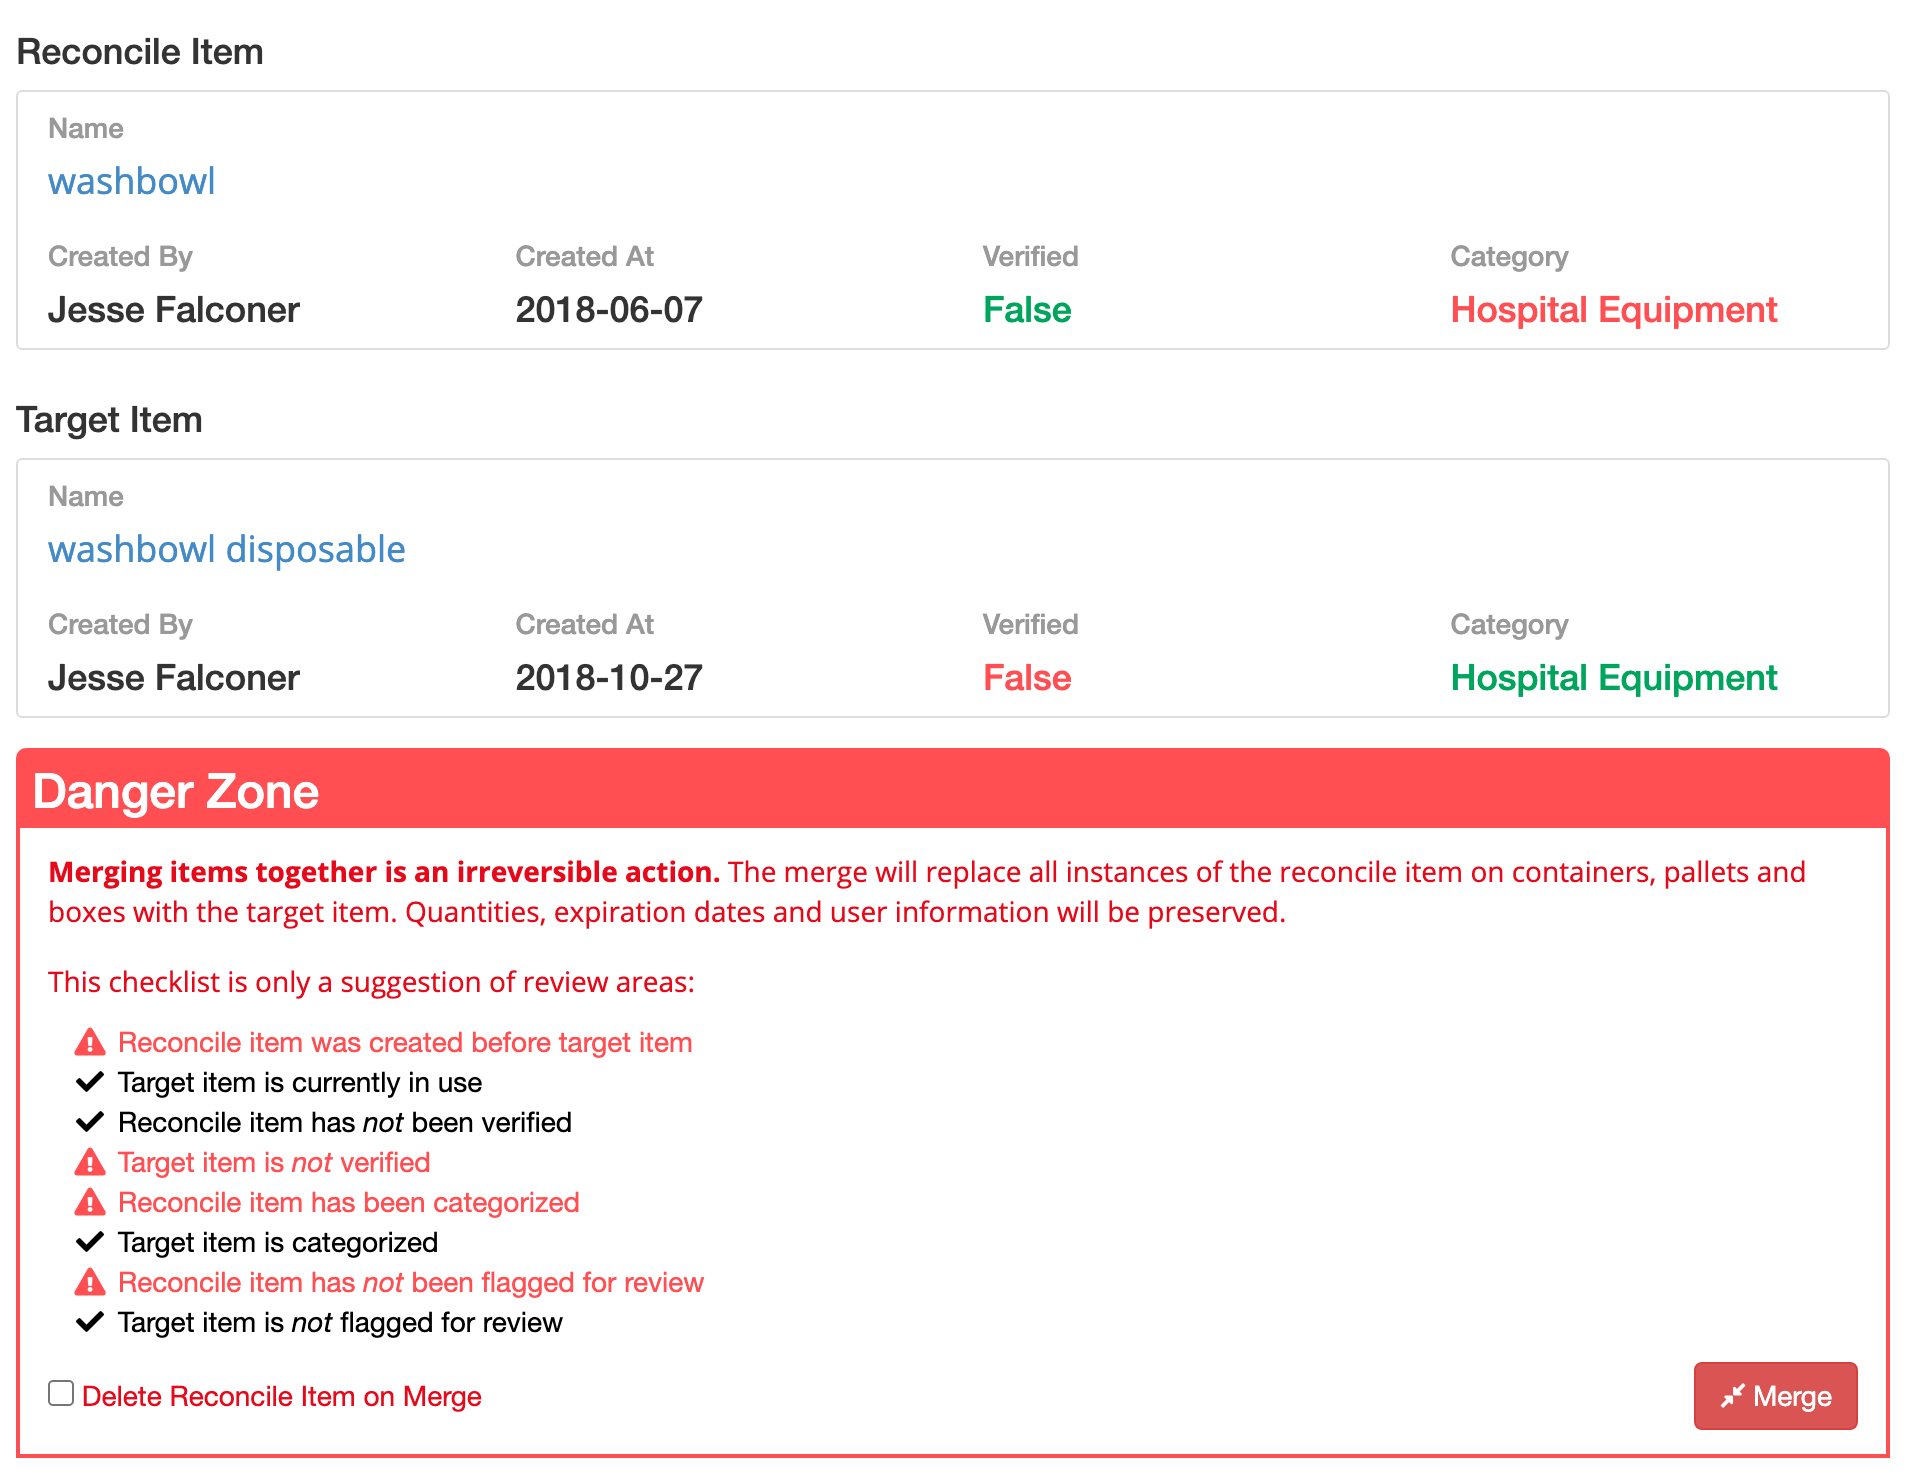 Reconcile Item
Name
washbowl
Created By Created At Verified Category
Jesse Falconer 2018-06-07 False Hospital Equipment
Target Item
Name
washbowl disposable
Created By Created At Verified Category
Jesse Falconer 2018-10-27 False Hospital Equipment
Danger Zone
Merging items together is an irreversible action. The merge will replace all instances of the reconcile item on containers, pallets and
boxes with the target item. Quantities, expiration dates and user information will be preserved.
This checklist is only a suggestion of review areas:
Reconcile item was created before target item
Target item is currently in use
Reconcile item has not been verified
Target item is not verified
Reconcile item has been categorized
Target item is categorized
Reconcile item has not been flagged for review
Target item is not flagged for review
Delete Reconcile Item on Merge
Merge